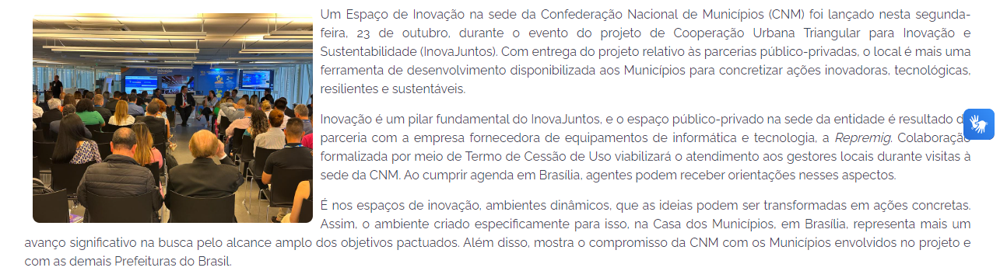 Um Espaço de Inovação na sede da Confederação Nacional de Municípios (CNM) foi lançado nesta segunda-
feira, 23 de outubro, durante o evento do projeto de Cooperação Urbana Triangular para Inovação e
Sustentabilidade (InovaJuntos). Com entrega do projeto relativo às parcerias público-privadas, o local é mais uma
ferramenta de desenvolvimento disponibilizada aos Municípios para concretizar ações inovadoras, tecnológicas,
resilientes e sustentáveis.
Inovação é um pilar fundamental do InovaJuntos, e o espaço público-privado na sede da entidade é resultado
parceria com a empresa fornecedora de equipamentos de informática e tecnologia, a Repremig. Colaboração
formalizada por meio de Termo de Cessão de Uso viabilizará o atendimento aos gestores locais durante visitas à
sede da CNM. Ao cumprir agenda em Brasília, agentes podem receber orientações nesses aspectos.
É nos espaços de inovação, ambientes dinâmicos, que as ideias podem ser transformadas em ações concretas.
Assim, o ambiente criado especificamente para isso, na Casa dos Municípios, em Brasília, representa mais um
avanço significativo na busca pelo alcance amplo dos objetivos pactuados. Além disso, mostra o compromisso da CNM com os Municípios envolvidos no projeto e
com as demais Prefeituras do Brasil.